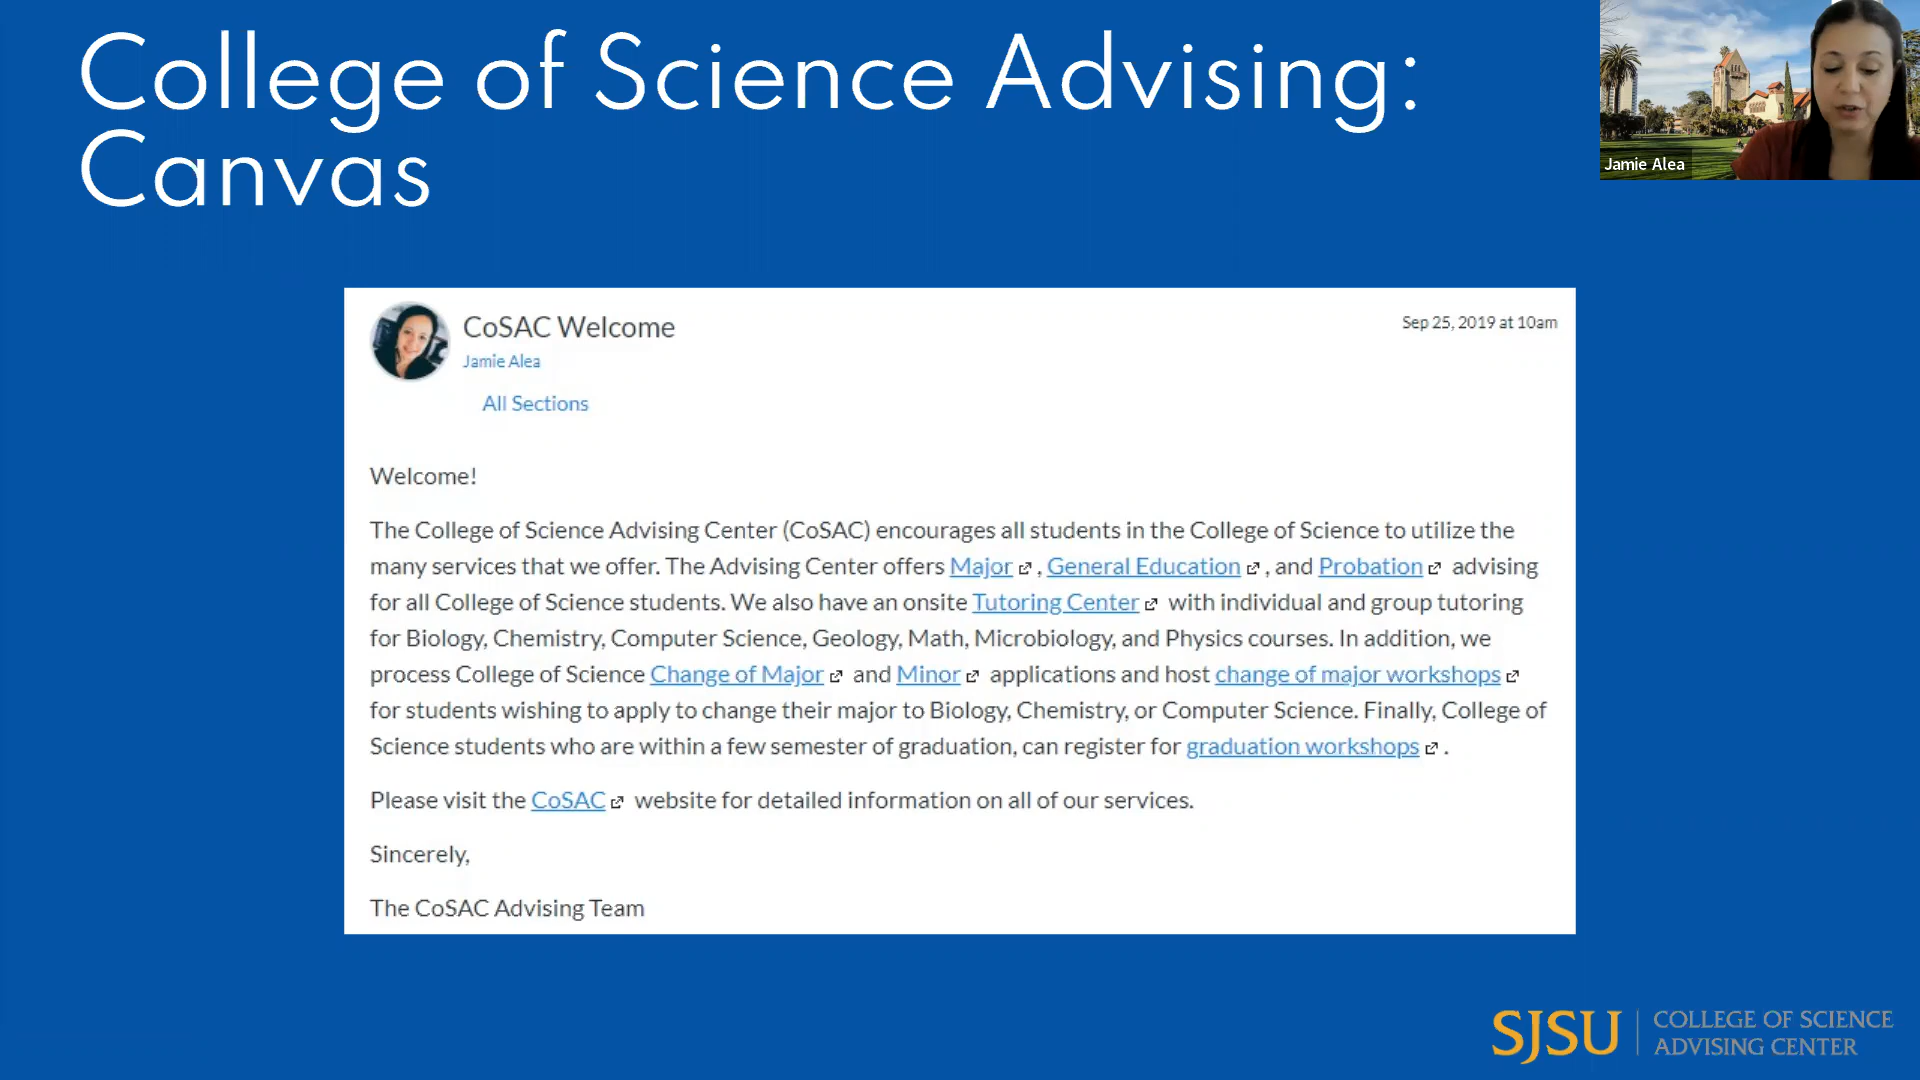 College of Science Advising:
Canvas
Jamie Alea
CoSAC Welcome
Sep 25, 2019 at 10am
Jamie Alea
All Sections
Welcome!
The College of Science Advising Center (CoSAC) encourages all students in the College of Science to utilize the
many services that we offer. The Advising Center offers Major , General Education , and Probation advising
for all College of Science students. We also have an onsite Tutoring Center with individual and group tutoring
for Biology, Chemistry, Computer Science, Geology, Math, Microbiology, and Physics courses. In addition, we
process College of Science Change of Major and Minor applications and host change of major workshops
for students wishing to apply to change their major to Biology, Chemistry, or Computer Science. Finally, College of
Science students who are within a few semester of graduation, can register for graduation workshops .
Please visit the CoSAC website for detailed information on all of our services.
Sincerely,
The CoSAC Advising Team
SJSU
COLLEGE OF SCIENCE
ADVISING CENTER